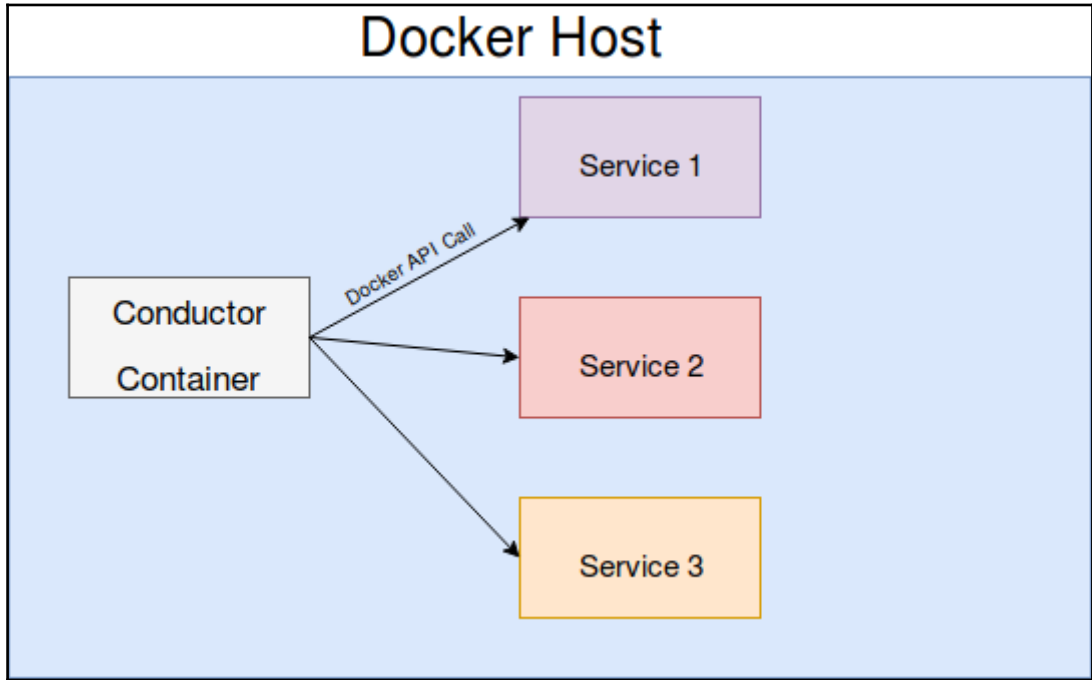 Docker Host
Service 1
Docker API Call
Conductor
Container
Service 2
Service 3